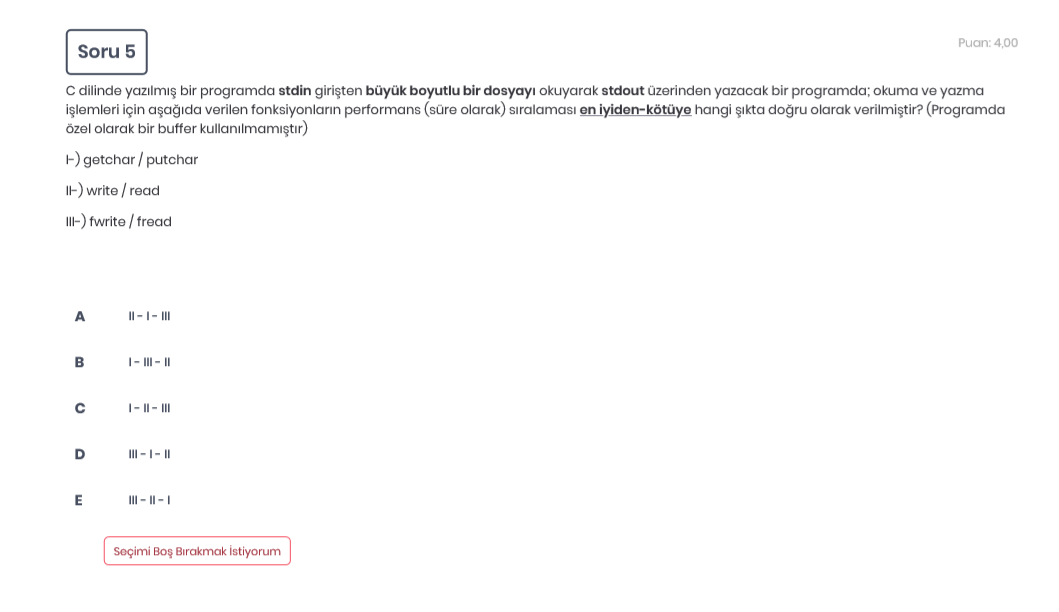 Soru 5
Puan: 4,00
C dilinde yazılmış bir programda stdin girişten büyük boyutlu bir dosyayı okuyarak stdout üzerinden yazacak bir programda; okuma ve yazma
işlemleri için aşağıda verilen fonksiyonların performans (süre olarak) sıralaması en iyiden-kötüye hangi şıkta doğru olarak verilmiştir? (Programda
özel olarak bir buffer kullanılmamıştır)
I-) getchar / putchar
II-) write / read
III-) fwrite / fread
A II - I - III
B I - III - II
C I - II - III
D III - I - II
E III - II - I
Seçimi Boş Bırakmak İstiyorum